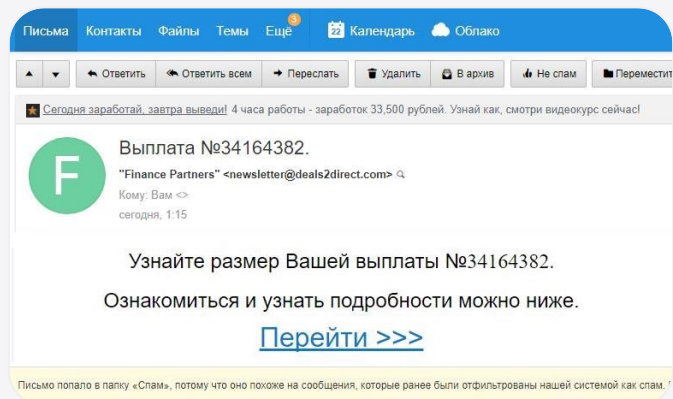 Письма Контакты Файлы Темы Ещё 3 22 Календарь Облако
Ответить Ответить всем Переслать Удалить В архив Не спам Переместит
Сегодня заработай, завтра выведи! 4 часа работы - заработок 33,500 рублей. Узнай как, смотри видеокурс сейчас!
F
Выплата №34164382.
"Finance Partners" <newsletter@deals2direct.com>
Кому: Вам <>
сегодня, 1:15
Узнайте размер Вашей выплаты №34164382.
Ознакомиться и узнать подробности можно ниже.
Перейти >>>
Письмо попало в папку «Спам», потому что оно похоже на сообщения, которые ранее были отфильтрованы нашей системой как спам.